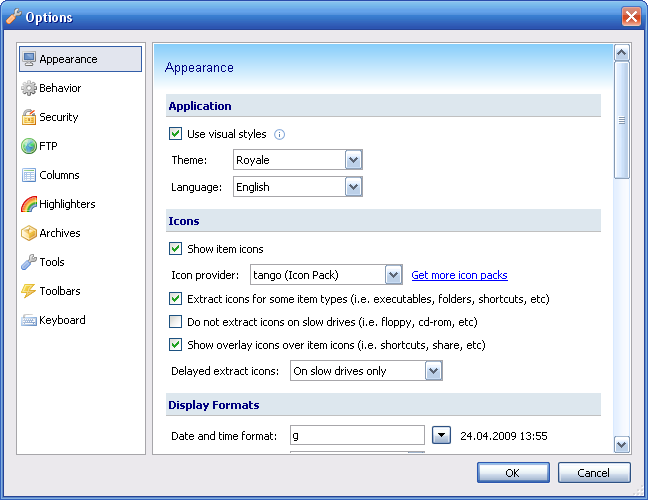 Options
Appearance
Behavior
Security
FTP
Columns
Highlighters
Archives
Tools
Toolbars
Keyboard
Appearance
Application
Use visual styles
Theme: Royale
Language: English
Icons
Show item icons
Icon provider: tango (Icon Pack) Get more icon packs
Extract icons for some item types (i.e. executables, folders, shortcuts, etc)
Do not extract icons on slow drives (i.e. floppy, cd-rom, etc)
Show overlay icons over item icons (i.e. shortcuts, share, etc)
Delayed extract icons: On slow drives only
Display Formats
Date and time format: g 24.04.2009 13:55
OK Cancel